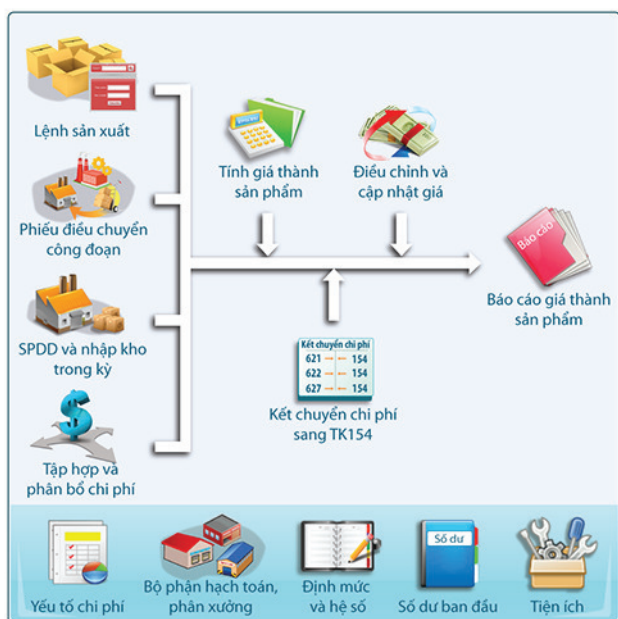 Lệnh sản xuất
Phiếu điều chuyển
công đoạn
SPDD và nhập kho
trong kỳ
Tập hợp và
phân bổ chi phí
Tính giá thành
sản phẩm
Điều chỉnh và
cập nhật giá
Kết chuyển chi phí
621 154
622 154
627 154
Kết chuyển chi phí
sang TK154
Báo cáo
Báo cáo giá thành
sản phẩm
Yếu tố chi phí
Bộ phận hạch toán,
phân xưởng
Định mức
và hệ số
Số dư
Số dư ban đầu
Tiện ích